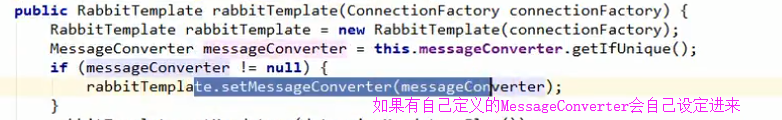 public RabbitTemplate rabbitTemplate(ConnectionFactory connectionFactory) {
RabbitTemplate rabbitTemplate = new RabbitTemplate(connectionFactory);
MessageConverter messageConverter = this.messageConverter.getIfUnique();
if (messageConverter != null) {
rabbitTemplate.setMessageConverter(messageConverter);
如果有自己定义的MessageConverter会自己设定进来
}